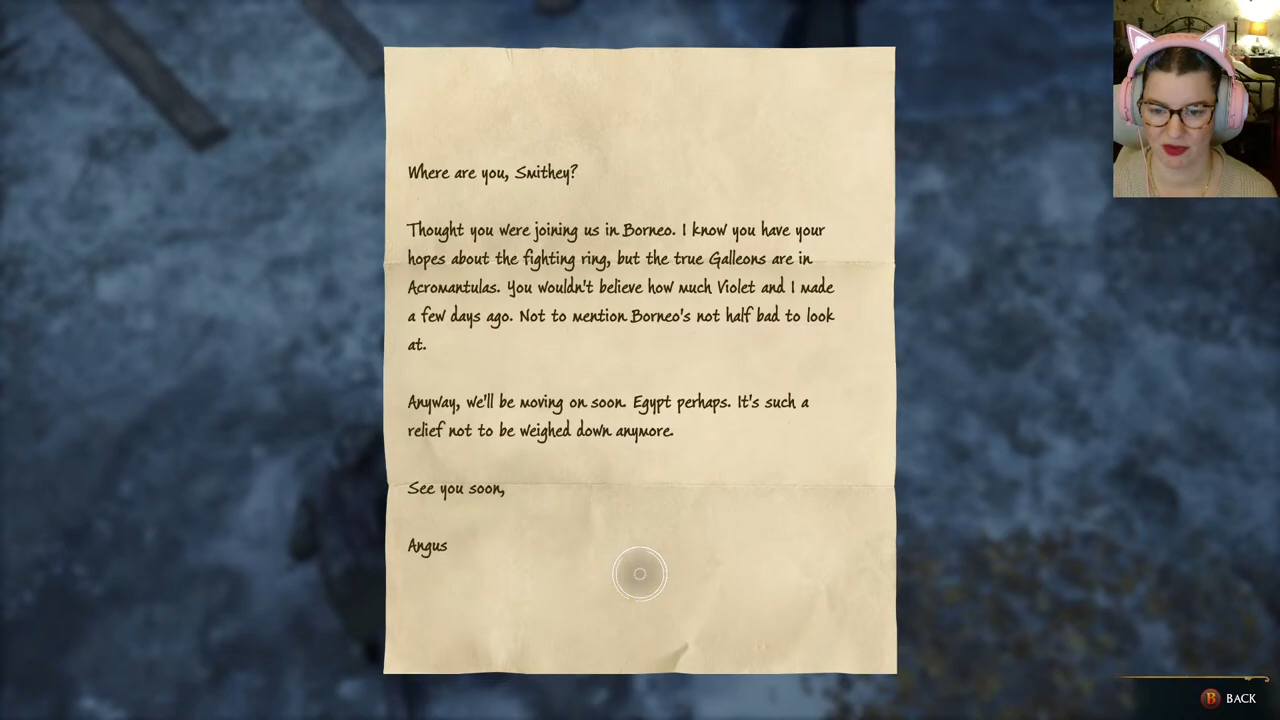 Where are you, Smithey?
Thought you were joining us in Borneo. I know you have your
hopes about the fighting ring, but the true Galleons are in
Acromantulas. You wouldn't believe how much Violet and I made
a few days ago. Not to mention Borneo's not half bad to look
at.
Anyway, we'll be moving on soon. Egypt perhaps. It's such a
relief not to be weighed down anymore.
See you soon,
Angus
B BACK